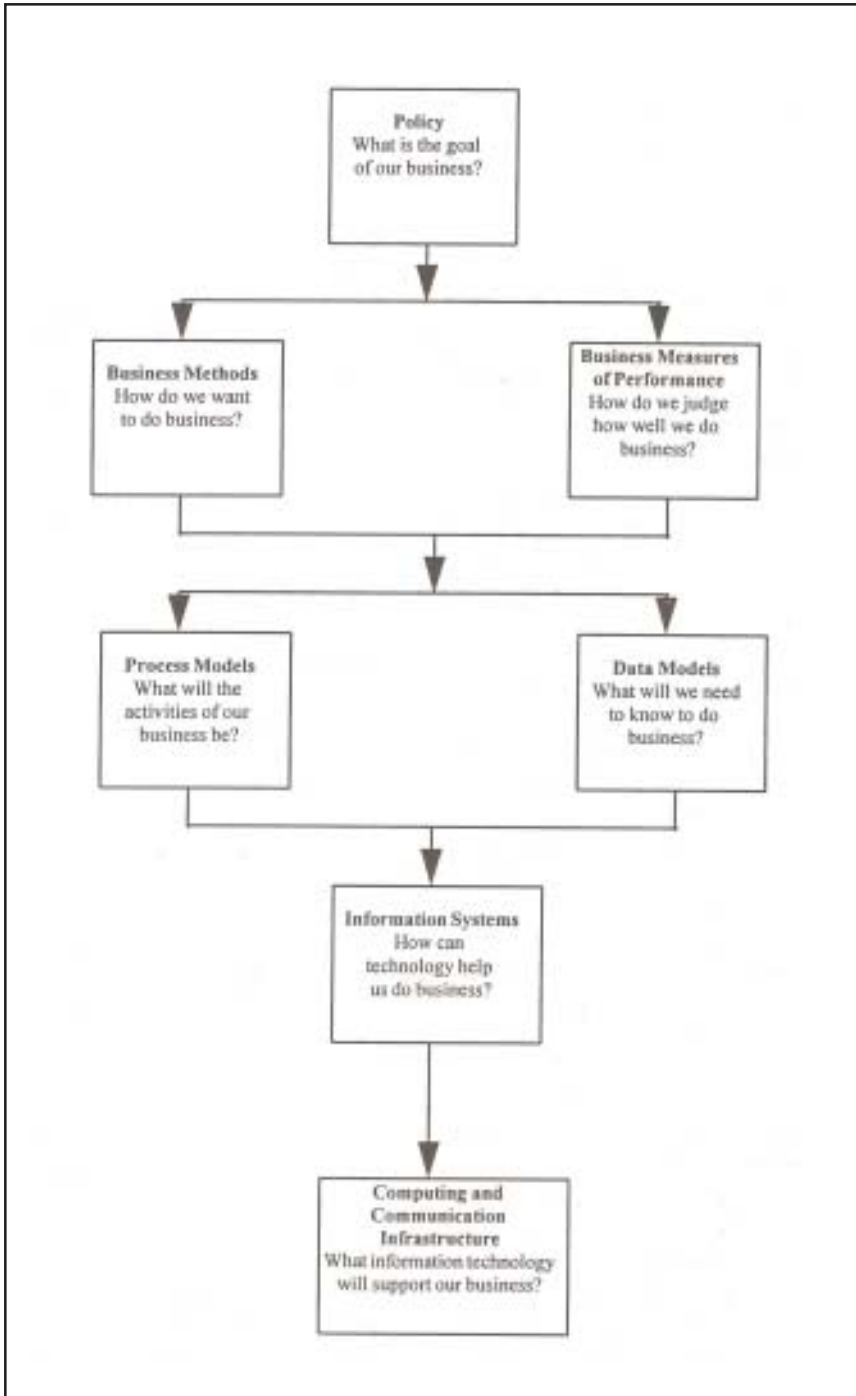 Policy
What is the goal
of our business?
Business Methods
How do we want
to do business?
Business Measures
of Performance
How do we judge
how well we do
business?
Process Models
What will the
activities of our
business be?
Data Models
What will we need
to know to do
business?
Information Systems
How can
technology help
us do business?
Computing and
Communication
Infrastructure
What information technology
will support our business?